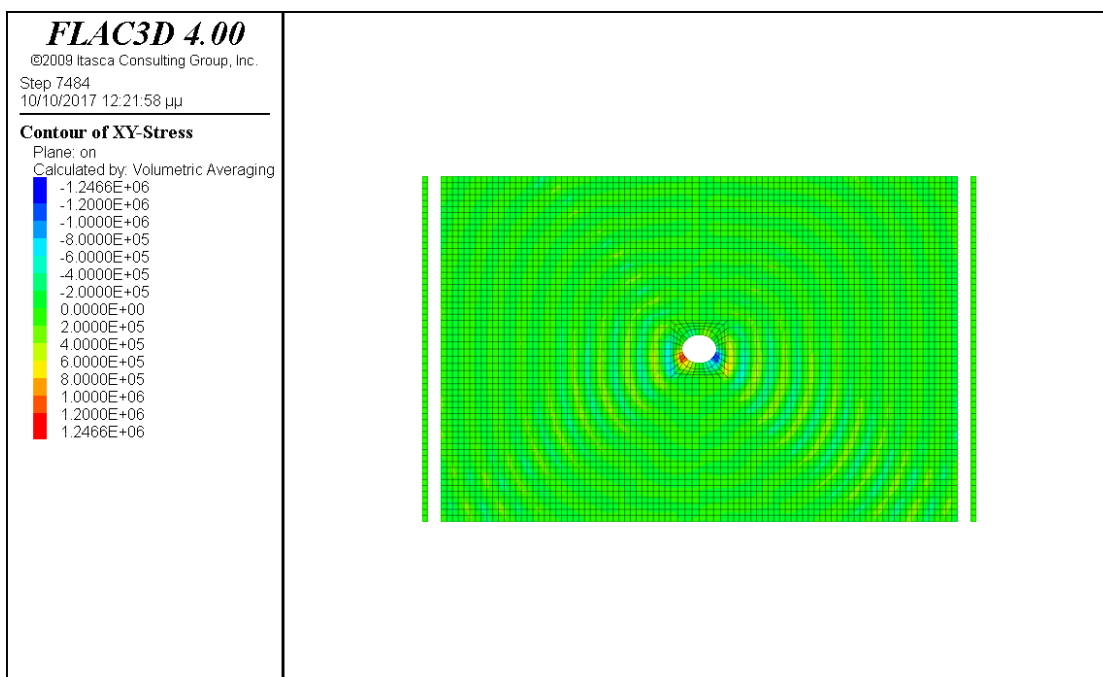 FLAC3D 4.00
©2009 Itasca Consulting Group, Inc.
Step 7484
10/10/2017 12:21:58 μμ
Contour of XY-Stress
Plane: on
Calculated by: Volumetric Averaging
-1.2466E+06
-1.2000E+06
-1.0000E+06
-8.0000E+05
-6.0000E+05
-4.0000E+05
-2.0000E+05
0.0000E+00
2.0000E+05
4.0000E+05
6.0000E+05
8.0000E+05
1.0000E+06
1.2000E+06
1.2466E+06